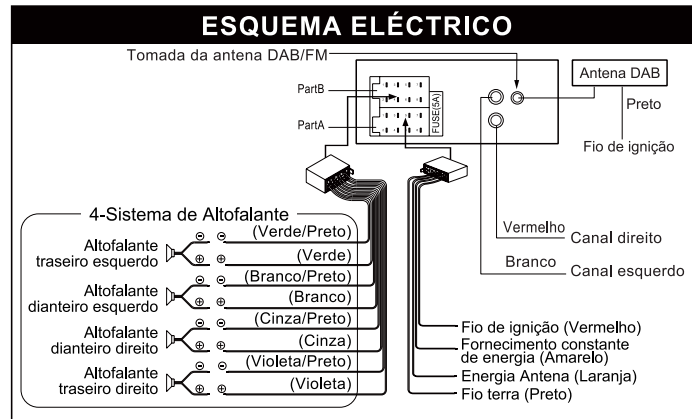 ESQUEMA ELÉCTRICO
Tomada da antena DAB/FM
PartB
PartA
FUSE(5A)
Antena DAB
Preto
Fio de ignição
Vermelho
Canal direito
Branco
Canal esquerdo
4-Sistema de Altofalante
Altofalante
traseiro esquerdo
(Verde/Preto)
(Verde)
Altofalante
dianteiro esquerdo
(Branco/Preto)
(Branco)
Altofalante
dianteiro direito
(Cinza/Preto)
(Cinza)
Altofalante
traseiro direito
(Violeta/Preto)
(Violeta)
Fio de ignição (Vermelho)
Fornecimento constante
de energia (Amarelo)
Energia Antena (Laranja)
Fio terra (Preto)